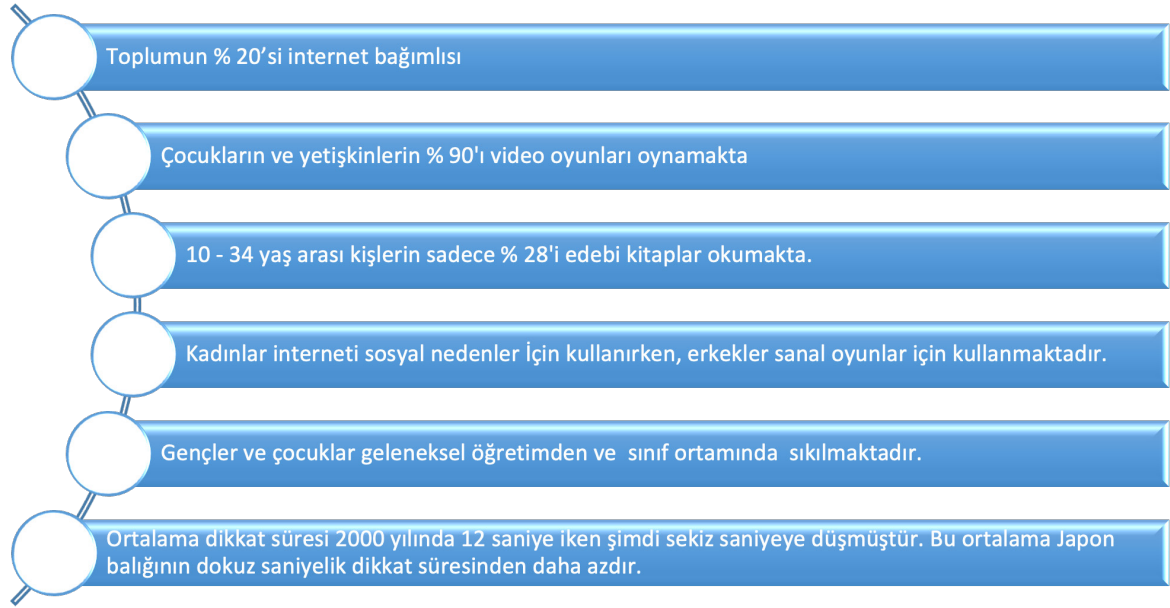 Toplumun % 20’si internet bağımlısı
Çocukların ve yetişkinlerin % 90'ı video oyunları oynamakta
10 - 34 yaş arası kişlerin sadece % 28'i edebi kitaplar okumakta.
Kadınlar interneti sosyal nedenler İçin kullanırken, erkekler sanal oyunlar için kullanmaktadır.
Gençler ve çocuklar geleneksel öğretimden ve  sınıf ortamında  sıkılmaktadır.
Ortalama dikkat süresi 2000 yılında 12 saniye iken şimdi sekiz saniyeye düşmüştür. Bu ortalama Japon
balığının dokuz saniyelik dikkat süresinden daha azdır.